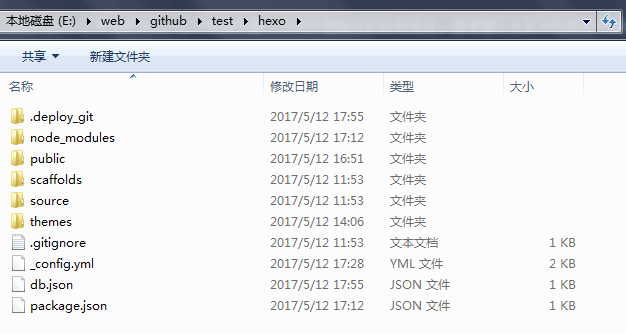 本地磁盘 (E:) ▸ web ▸ github ▸ test ▸ hexo ▸
共享 新建文件夹
名称 修改日期 类型 大小
.deploy_git 2017/5/12 17:55 文件夹
node_modules 2017/5/12 17:12 文件夹
public 2017/5/12 16:51 文件夹
scaffolds 2017/5/12 11:53 文件夹
source 2017/5/12 11:53 文件夹
themes 2017/5/12 14:06 文件夹
.gitignore 2017/5/12 11:53 文本文档 1 KB
_config.yml 2017/5/12 17:28 YML 文件 2 KB
db.json 2017/5/12 17:55 JSON 文件 1 KB
package.json 2017/5/12 17:12 JSON 文件 1 KB